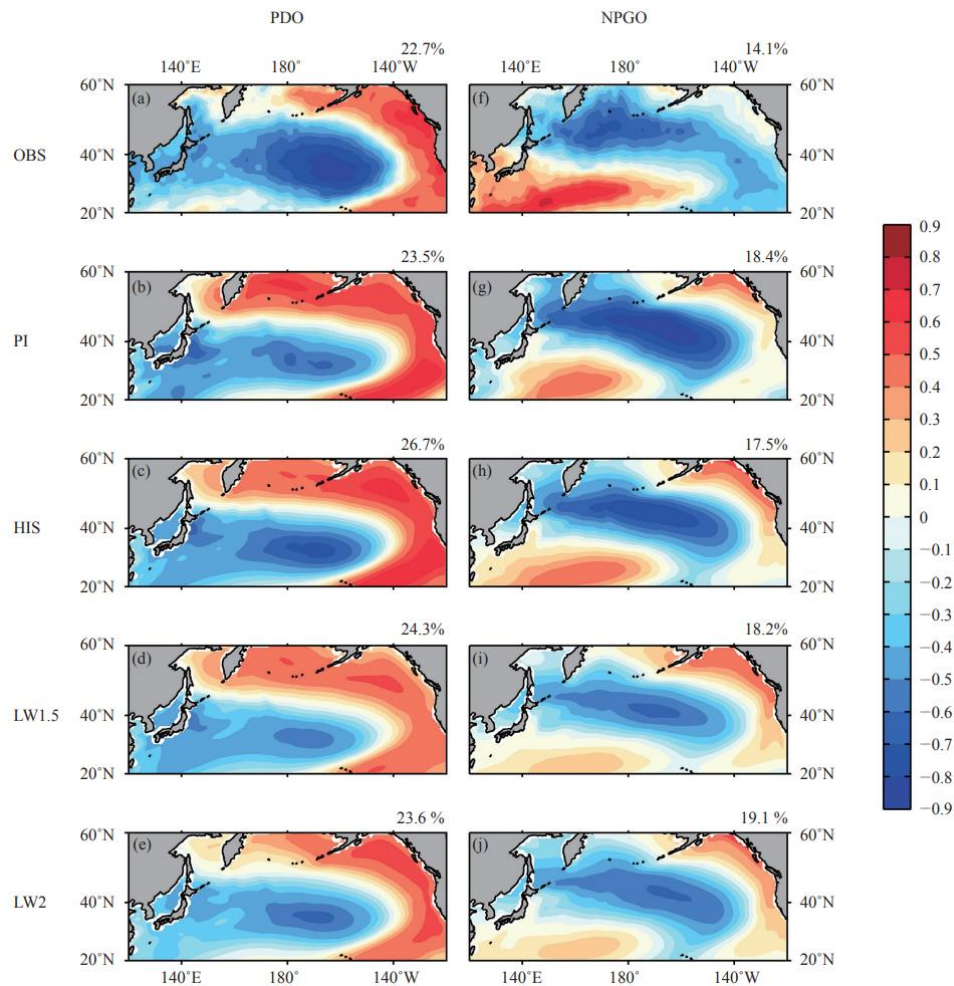 PDO NPGO
22.7% 14.1%
140°E 180° 140°W 140°E 180° 140°W
60°N (a) (f) 60°N
OBS 40°N 40°N
20°N 20°N
23.5% 18.4%
60°N (b) (g) 60°N
PI 40°N 40°N
20°N 20°N
26.7% 17.5%
60°N (c) (h) 60°N
HIS 40°N 40°N
20°N 20°N
24.3% 18.2%
60°N (d) (i) 60°N
LW1.5 40°N 40°N
20°N 20°N
23.6 % 19.1%
60°N (e) (j) 60°N
LW2 40°N 40°N
20°N 20°N
140°E 180° 140°W 140°E 180° 140°W
0.9
0.8
0.7
0.6
0.5
0.4
0.3
0.2
0.1
0
−0.1
−0.2
−0.3
−0.4
−0.5
−0.6
−0.7
−0.8
−0.9